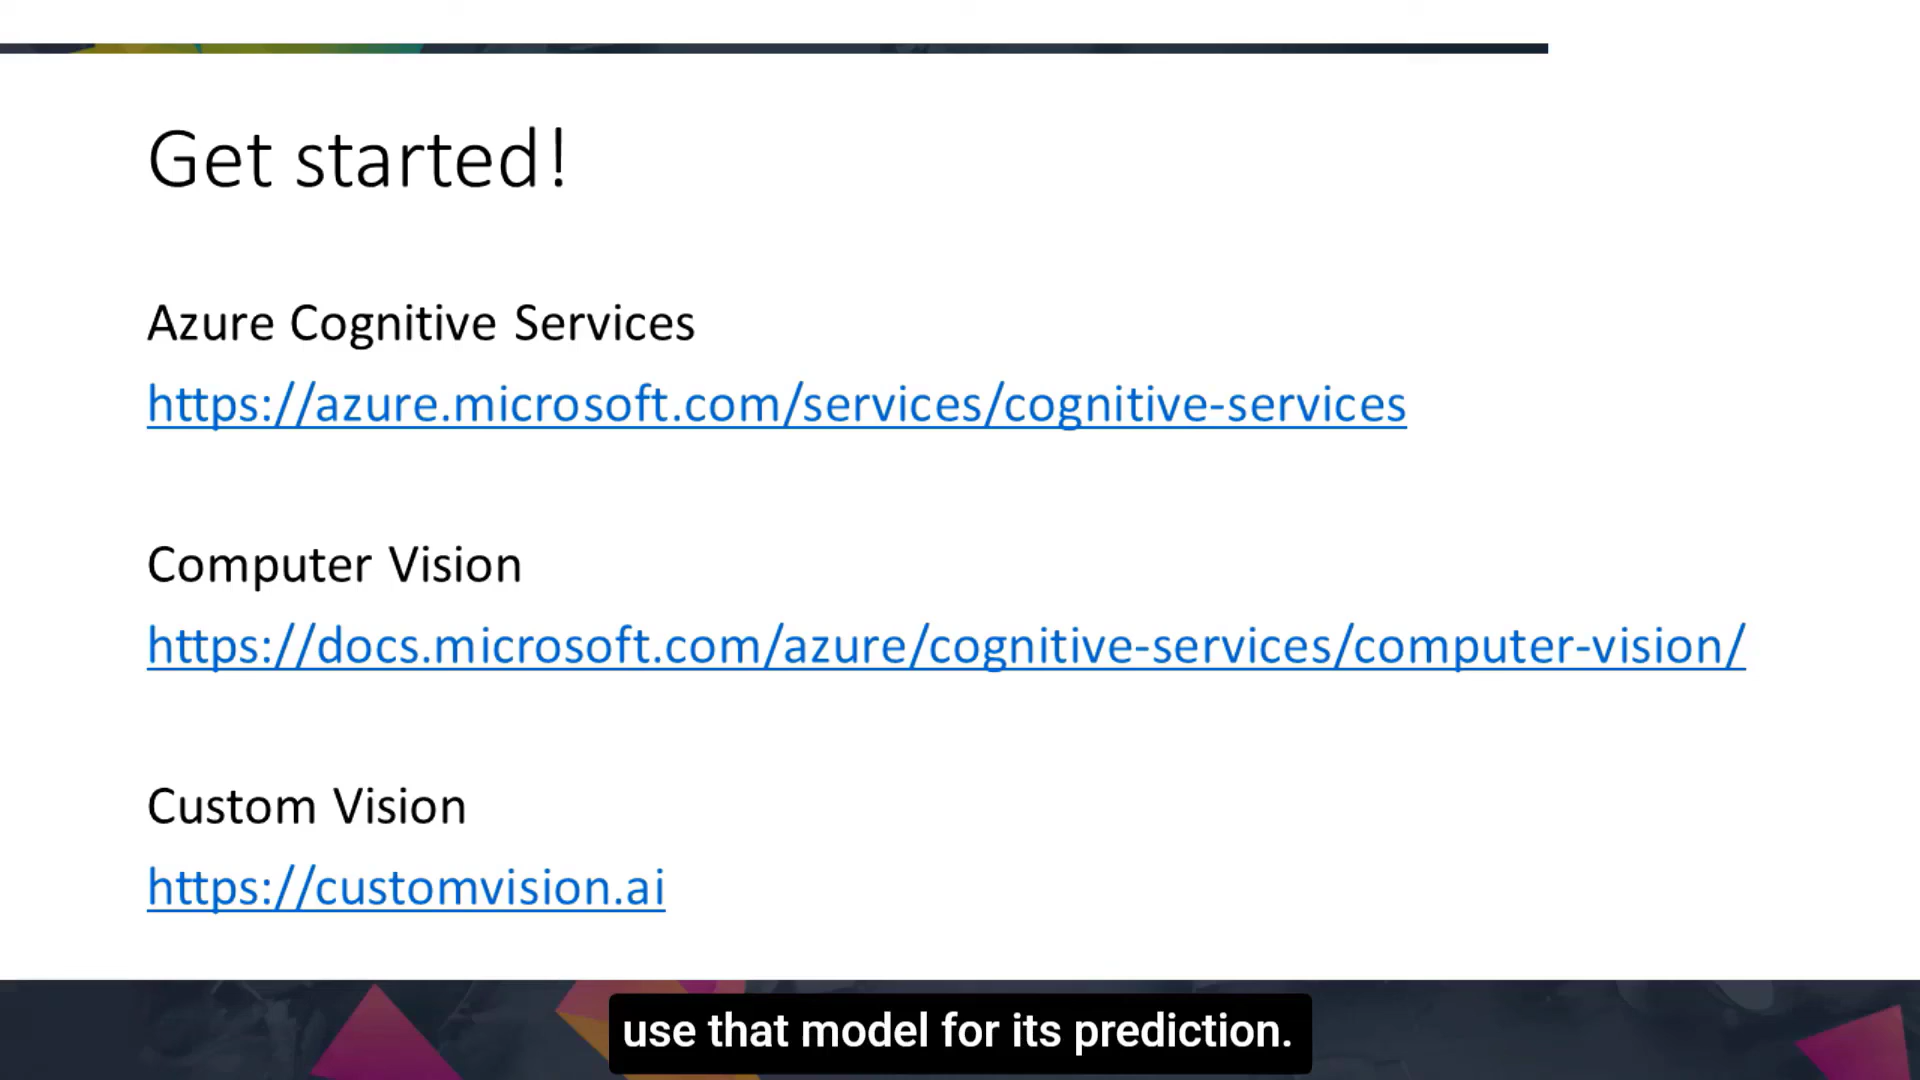 Get started!
Azure Cognitive Services
https://azure.microsoft.com/services/cognitive-services
Computer Vision
https://docs.microsoft.com/azure/cognitive-services/computer-vision/
Custom Vision
https://customvision.ai
use that model for its prediction.